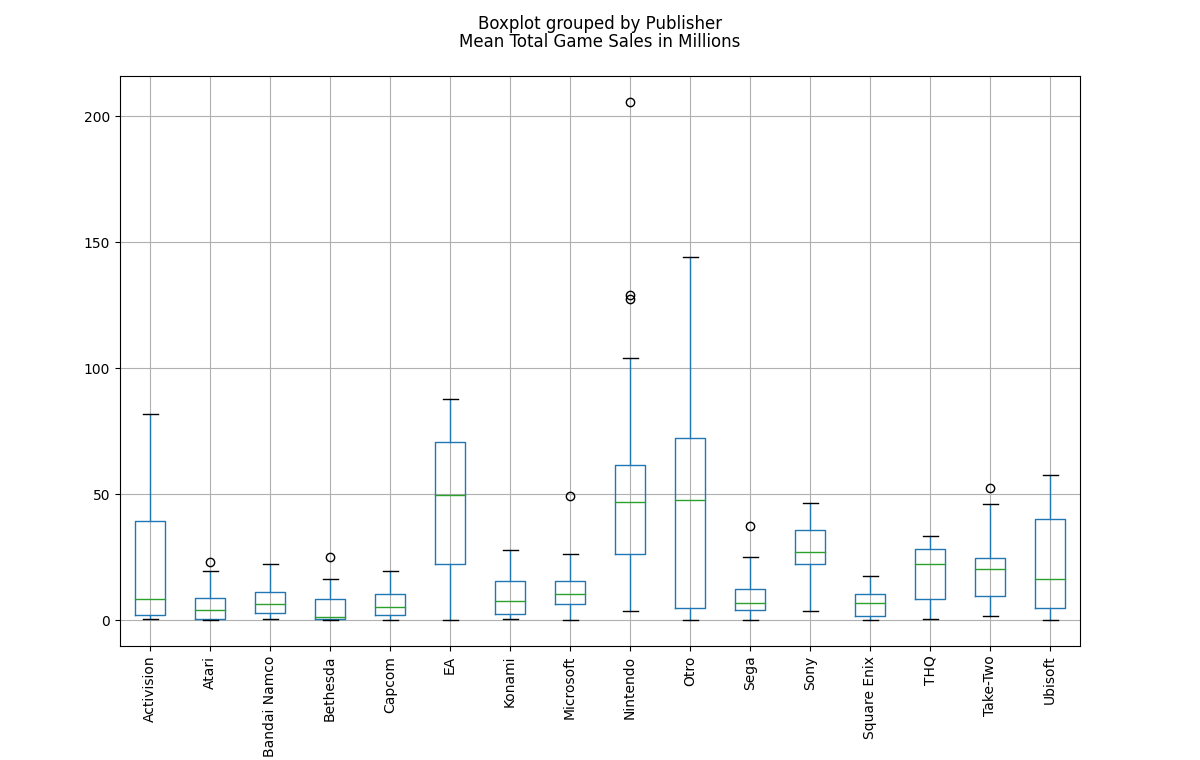 Boxplot grouped by Publisher
Mean Total Game Sales in Millions
200
150
100
50
0
Activision
Atari
Bandai Namco
Bethesda
Capcom
EA
Konami
Microsoft
Nintendo
Otro
Sega
Sony
Square Enix
THQ
Take-Two
Ubisoft